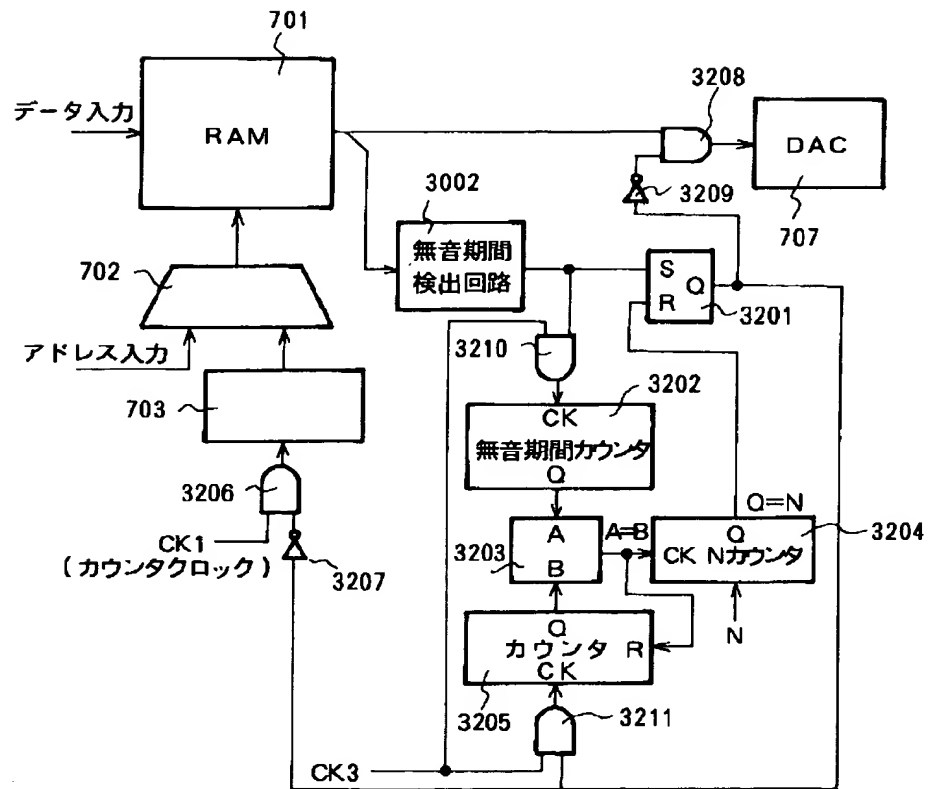 701
データ入力
RAM
3208
DAC
3209
707
3002
無音期間
検出回路
702
S
Q
R
3201
アドレス入力
3210
703
3202
CK
無音期間カウンタ
Q
3206
Q=N
CK1
(カウンタクロック)
3207
3203
A
B
A=B
Q
CK Nカウンタ
3204
N
Q
カウンタ R
CK
3205
3211
CK3